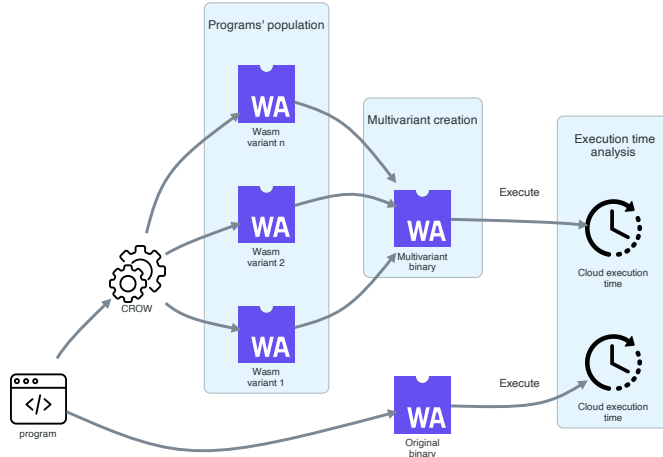 Programs' population
WA
Wasm
variant n
WA
Wasm
variant 2
WA
Wasm
variant 1
CROW
</>
program
Multivariant creation
WA
Multivariant
binary
WA
Original
binary
Execute
Execute
Execution time
analysis
Cloud execution
time
Cloud execution
time